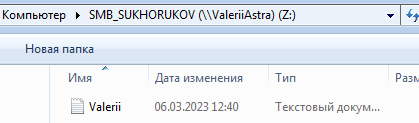 Компьютер ▸ SMB_SUKHORUKOV (\\ValeriiAstra) (Z:) ▸
Новая папка
Имя Дата изменения Тип Разм
Valerii 06.03.2023 12:40 Текстовый докум...